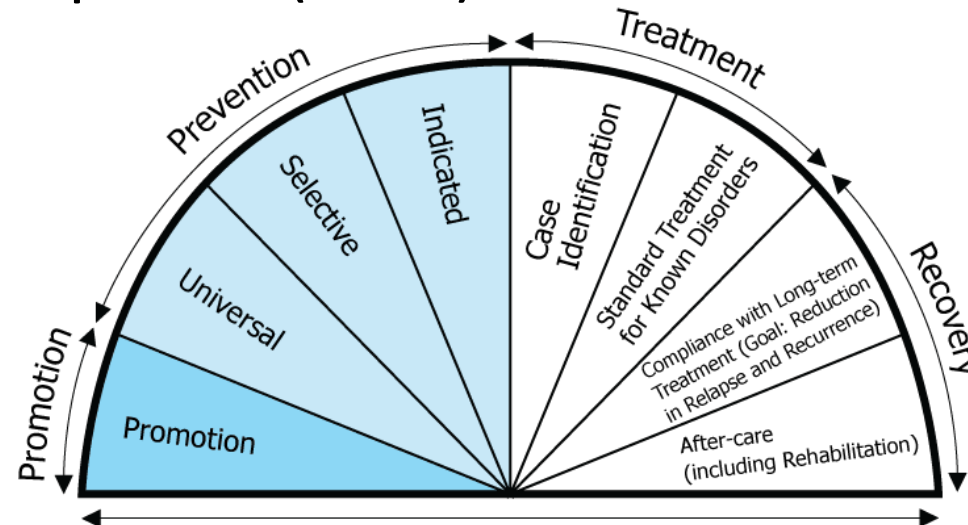 Prevention
Treatment
Promotion
Recovery
Promotion
Universal
Selective
Indicated
Case
Identification
Standard Treatment
for Known Disorders
Compliance with Long-term
Treatment (Goal: Reduction
in Relapse and Recurrence)
After-care
(including Rehabilitation)